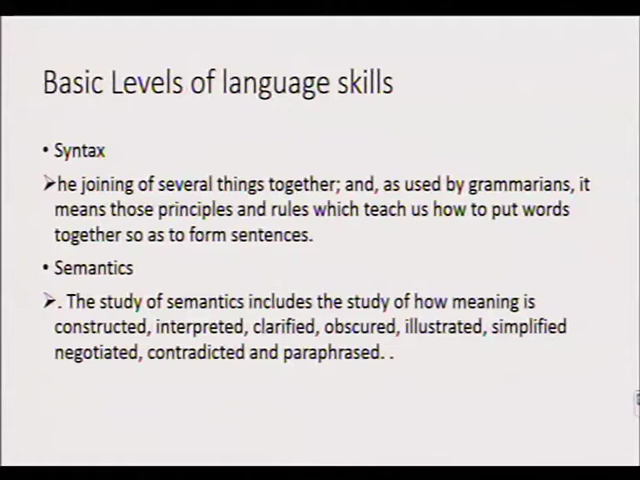 Basic Levels of language skills
• Syntax
➢he joining of several things together; and, as used by grammarians, it
means those principles and rules which teach us how to put words
together so as to form sentences.
• Semantics
➢. The study of semantics includes the study of how meaning is
constructed, interpreted, clarified, obscured, illustrated, simplified
negotiated, contradicted and paraphrased. .